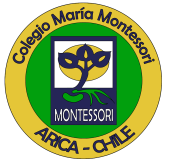 Colegio María Montessori
MONTESSORI
ARICA - CHILE